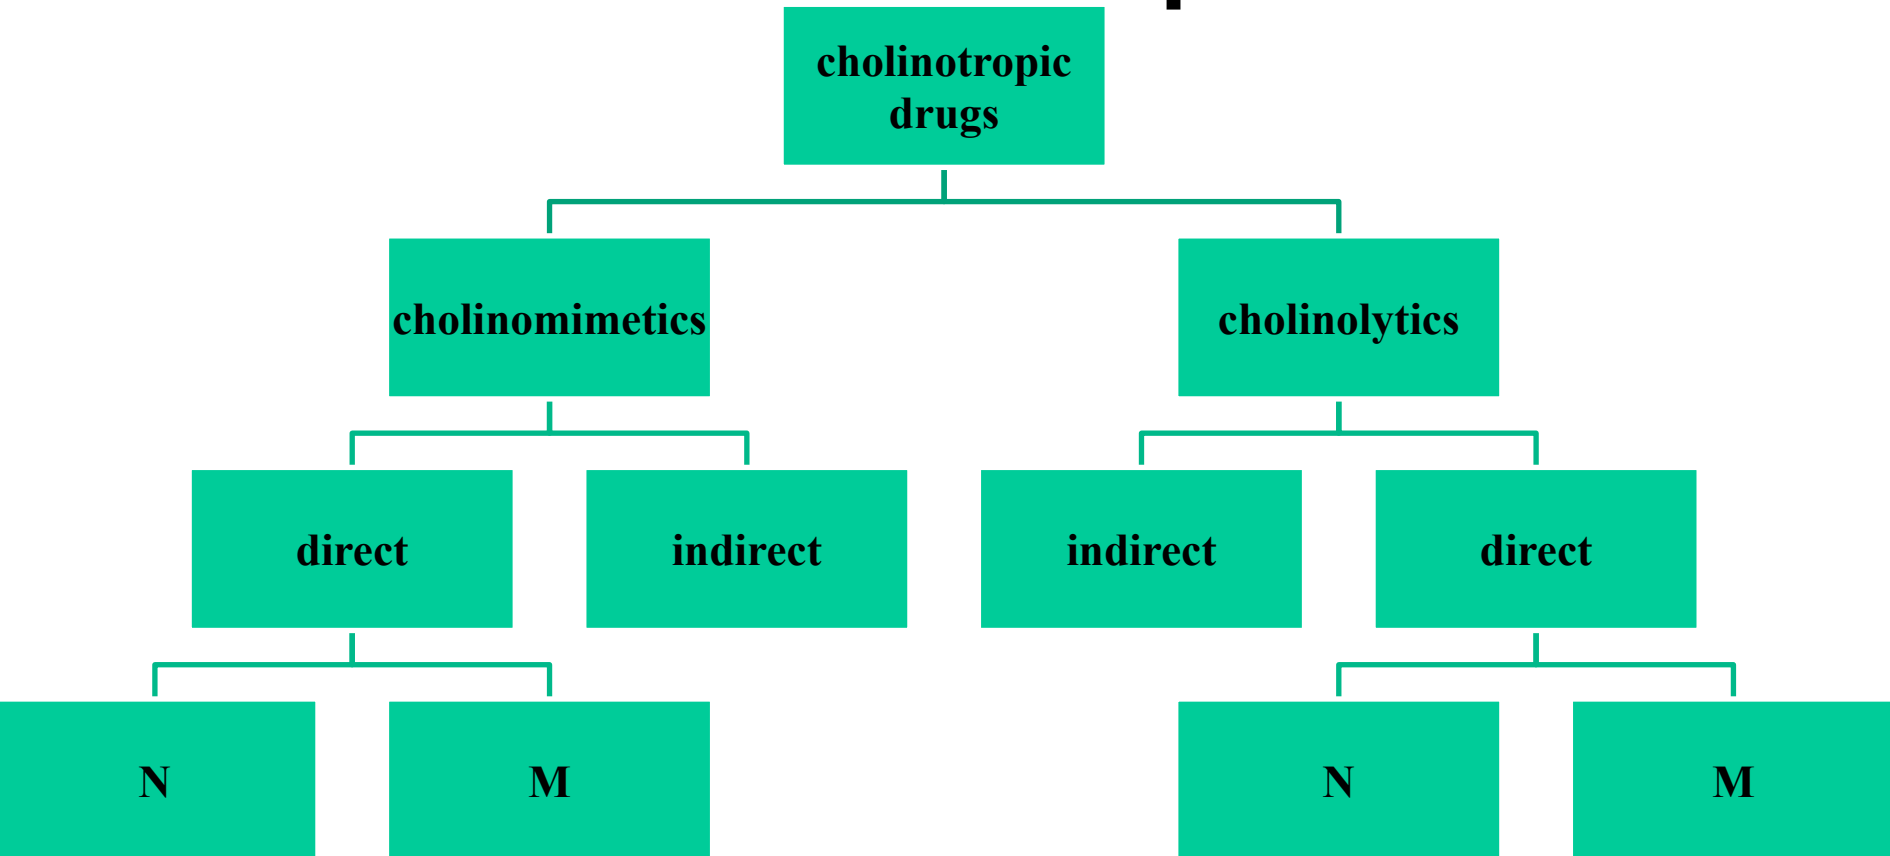 cholinotropic
drugs
cholinomimetics
cholinolytics
direct
indirect
indirect
direct
N
M
N
M